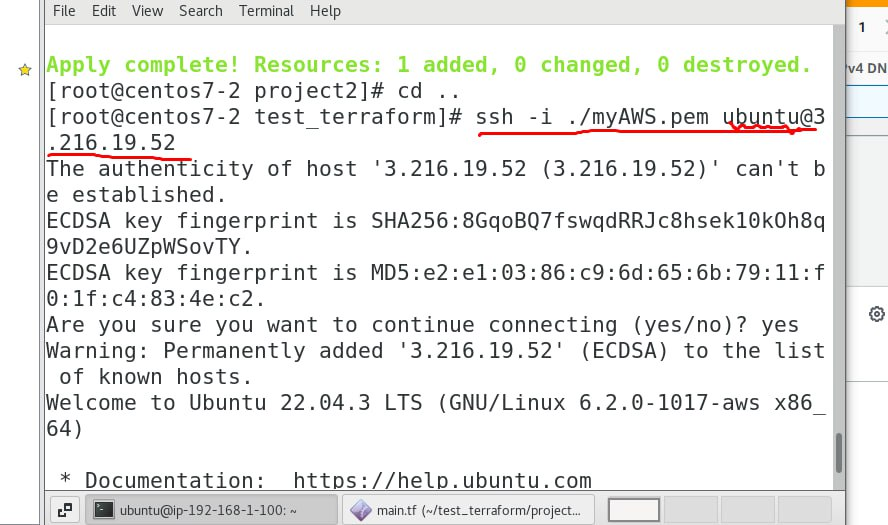 File Edit View Search Terminal Help
1
Apply complete! Resources: 1 added, 0 changed, 0 destroyed.
v4 DN
[root@centos7-2 project2]# cd ..
[root@centos7-2 test_terraform]# ssh -i ./myAWS.pem ubuntu@3
.216.19.52
The authenticity of host '3.216.19.52 (3.216.19.52)' can't b
e established.
ECDSA key fingerprint is SHA256:8GqoBQ7fswqdRRJc8hsek10kOh8q
9vD2e6UZpWSovTY.
ECDSA key fingerprint is MD5:e2:e1:03:86:c9:6d:65:6b:79:11:f
0:1f:c4:83:4e:c2.
Are you sure you want to continue connecting (yes/no)? yes
Warning: Permanently added '3.216.19.52' (ECDSA) to the list
 of known hosts.
Welcome to Ubuntu 22.04.3 LTS (GNU/Linux 6.2.0-1017-aws x86_
64)
 * Documentation:  https://help.ubuntu.com
ubuntu@ip-192-168-1-100: ~
main.tf (~/test_terraform/project...